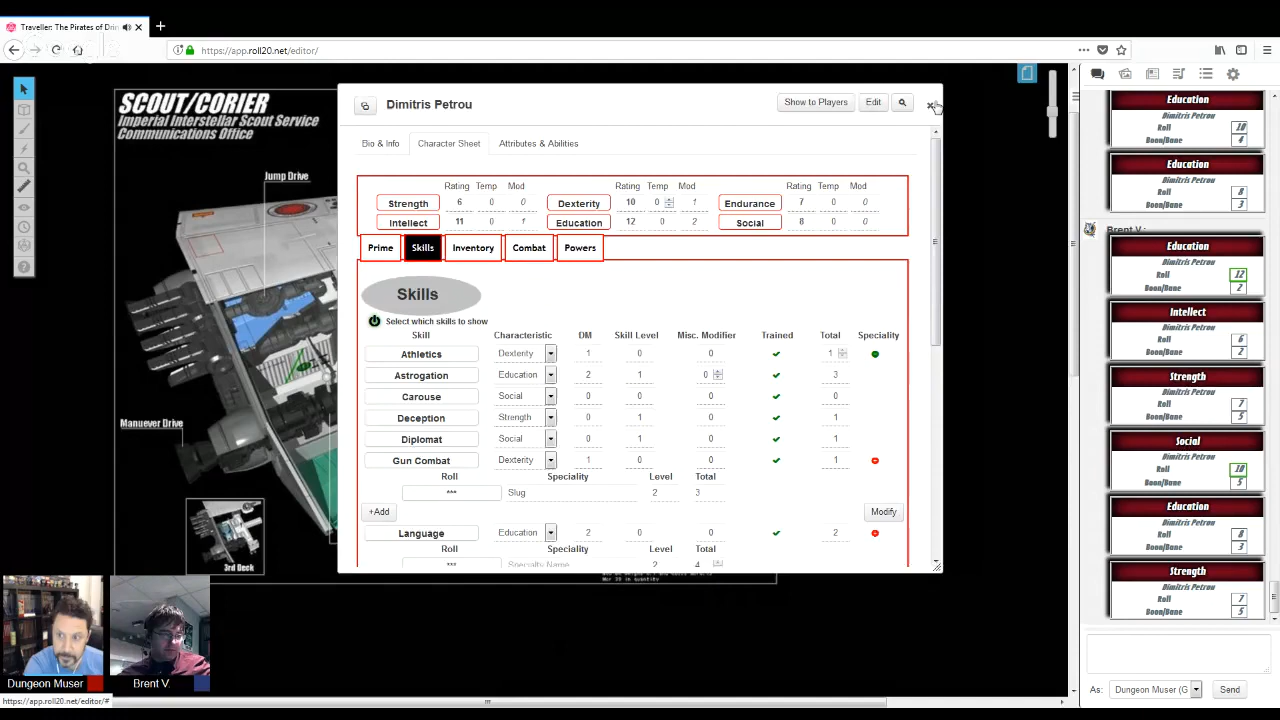 Traveller: The Pirates of Drin
https://app.roll20.net/editor/
SCOUT/CORIER
Imperial Interstellar Scout Service
Communications Office
Jump Drive
Manuever Drive
3rd Deck
Dimitris Petrou
Show to Players
Edit
Bio & Info
Character Sheet
Attributes & Abilities
Rating Temp Mod Rating Temp Mod Rating Temp Mod
Strength 6 0 0 Dexterity 10 0 1 Endurance 7 0 0
Intellect 11 0 1 Education 12 0 2 Social 8 0 0
Prime Skills Inventory Combat Powers
Skills
Select which skills to show
Skill Characteristic DM Skill Level Misc. Modifier Trained Total Speciality
Athletics Dexterity 1 0 0 1
Astrogation Education 2 1 0 3
Carouse Social 0 0 0 0
Deception Strength 0 1 0 1
Diplomat Social 0 1 0 1
Gun Combat Dexterity 1 0 0 1
Roll Speciality Level Total
*** Slug 2 3
+Add Modify
Language Education 2 0 0 2
Roll Speciality Level Total
*** Specialty Name 2 4
Education
Dimitris Petrou
Roll 10
Boon/Bane 4
Education
Dimitris Petrou
Roll 8
Boon/Bane 3
Brent V.:
Education
Dimitris Petrou
Roll 12
Boon/Bane 2
Intellect
Dimitris Petrou
Roll 6
Boon/Bane 2
Strength
Dimitris Petrou
Roll 7
Boon/Bane 5
Social
Dimitris Petrou
Roll 10
Boon/Bane 5
Education
Dimitris Petrou
Roll 8
Boon/Bane 3
Strength
Dimitris Petrou
Roll 7
Boon/Bane 5
As: Dungeon Muser (G Send
Dungeon Muser
Brent V.
https://app.roll20.net/editor/#